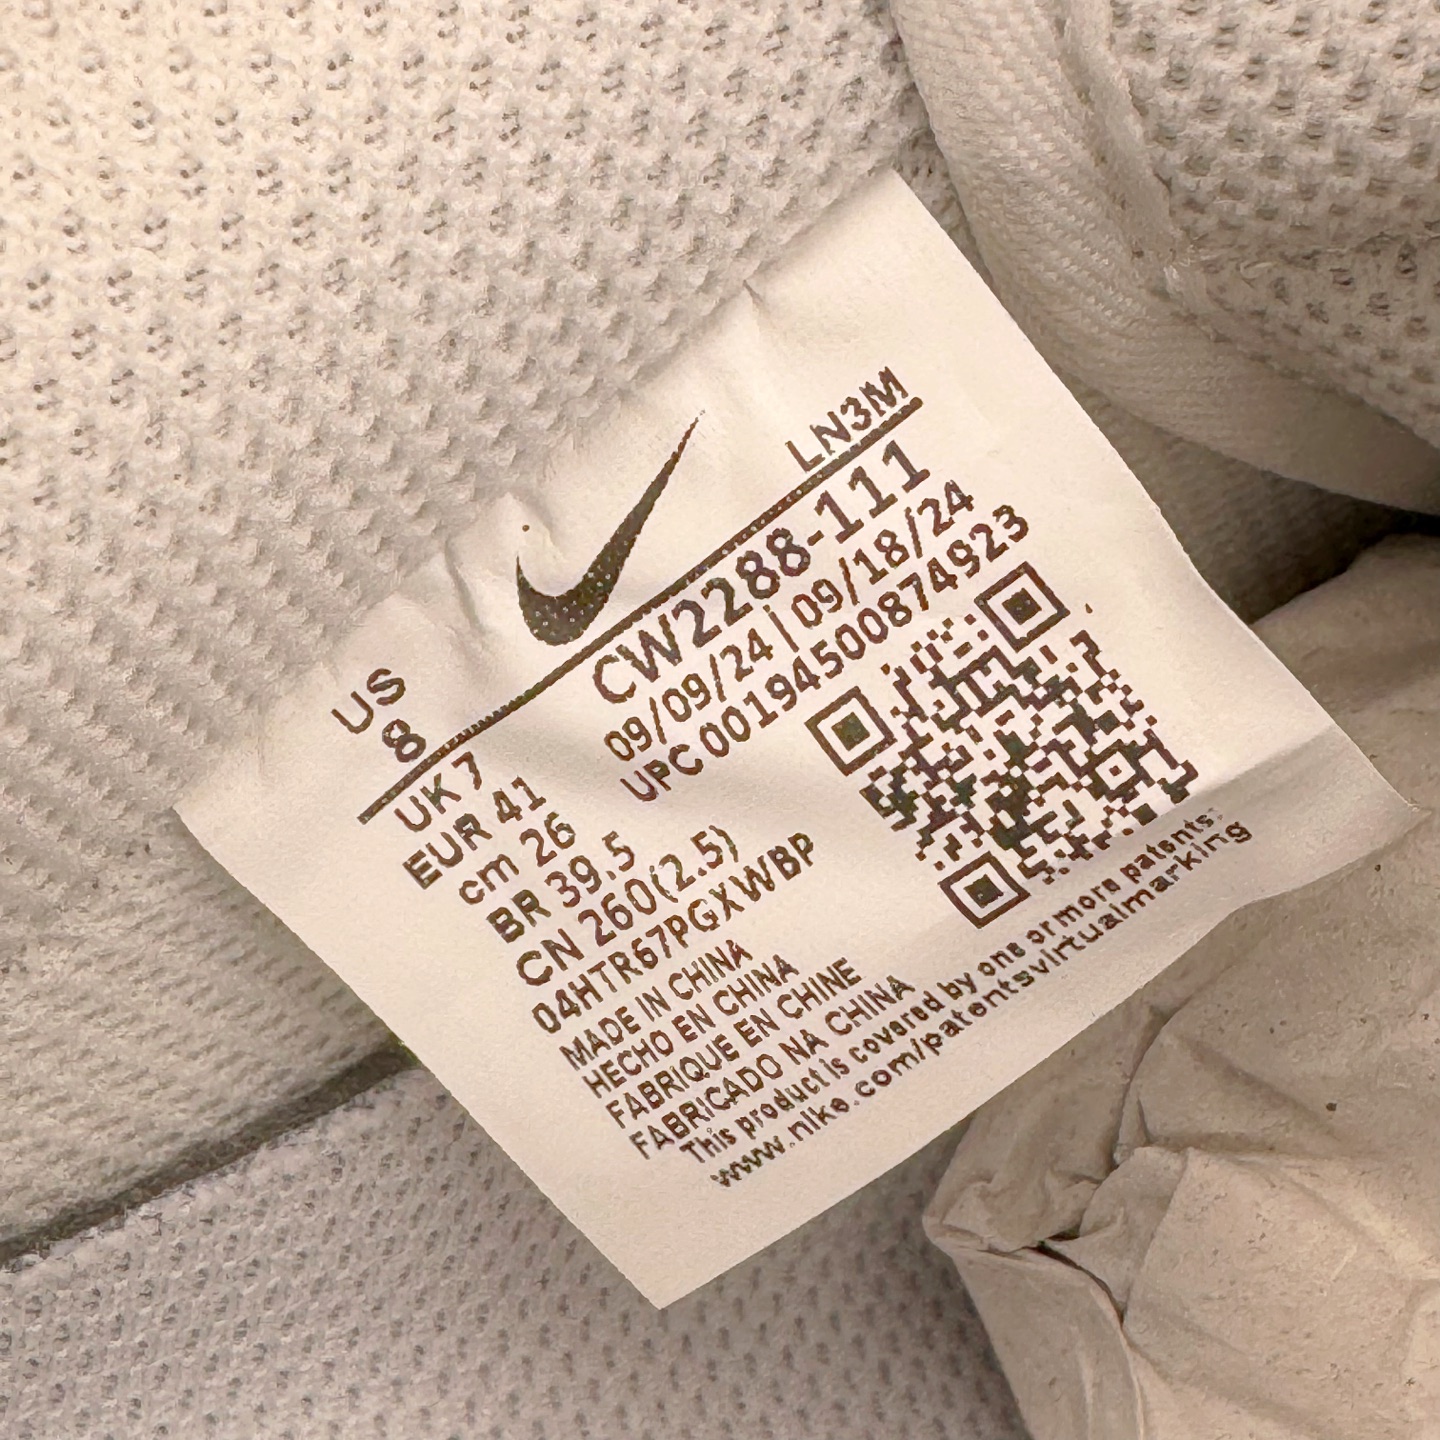 LN3M
US
8
CW2288-111
09/09/24 | 09/18/24
UPC 00194500874923
UK 7
EUR 41
cm 26
BR 39,5
CN 260(2.5)
04HTR67PGXWBP
MADE IN CHINA
HECHO EN CHINA
FABRIQUE EN CHINE
FABRICADO NA CHINA
This product is covered by one or more patents:
www.nike.com/patentsvirtualmarking